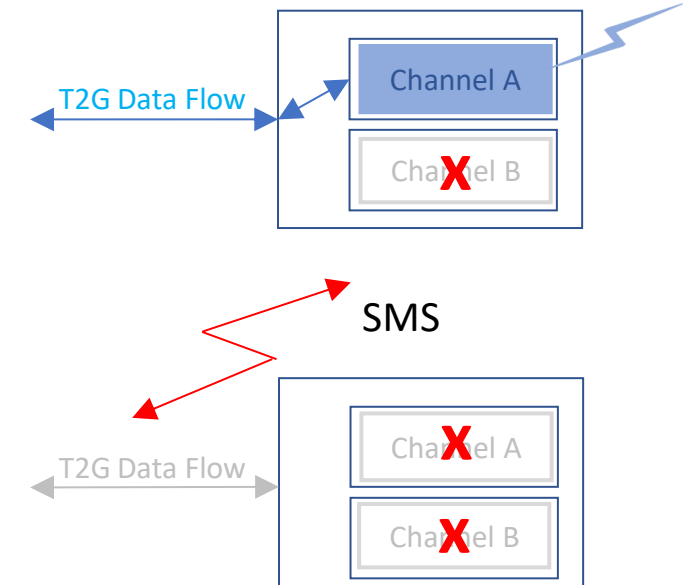 T2G Data Flow
Channel A
X
Channel B
SMS
T2G Data Flow
X
Channel A
X
Channel B